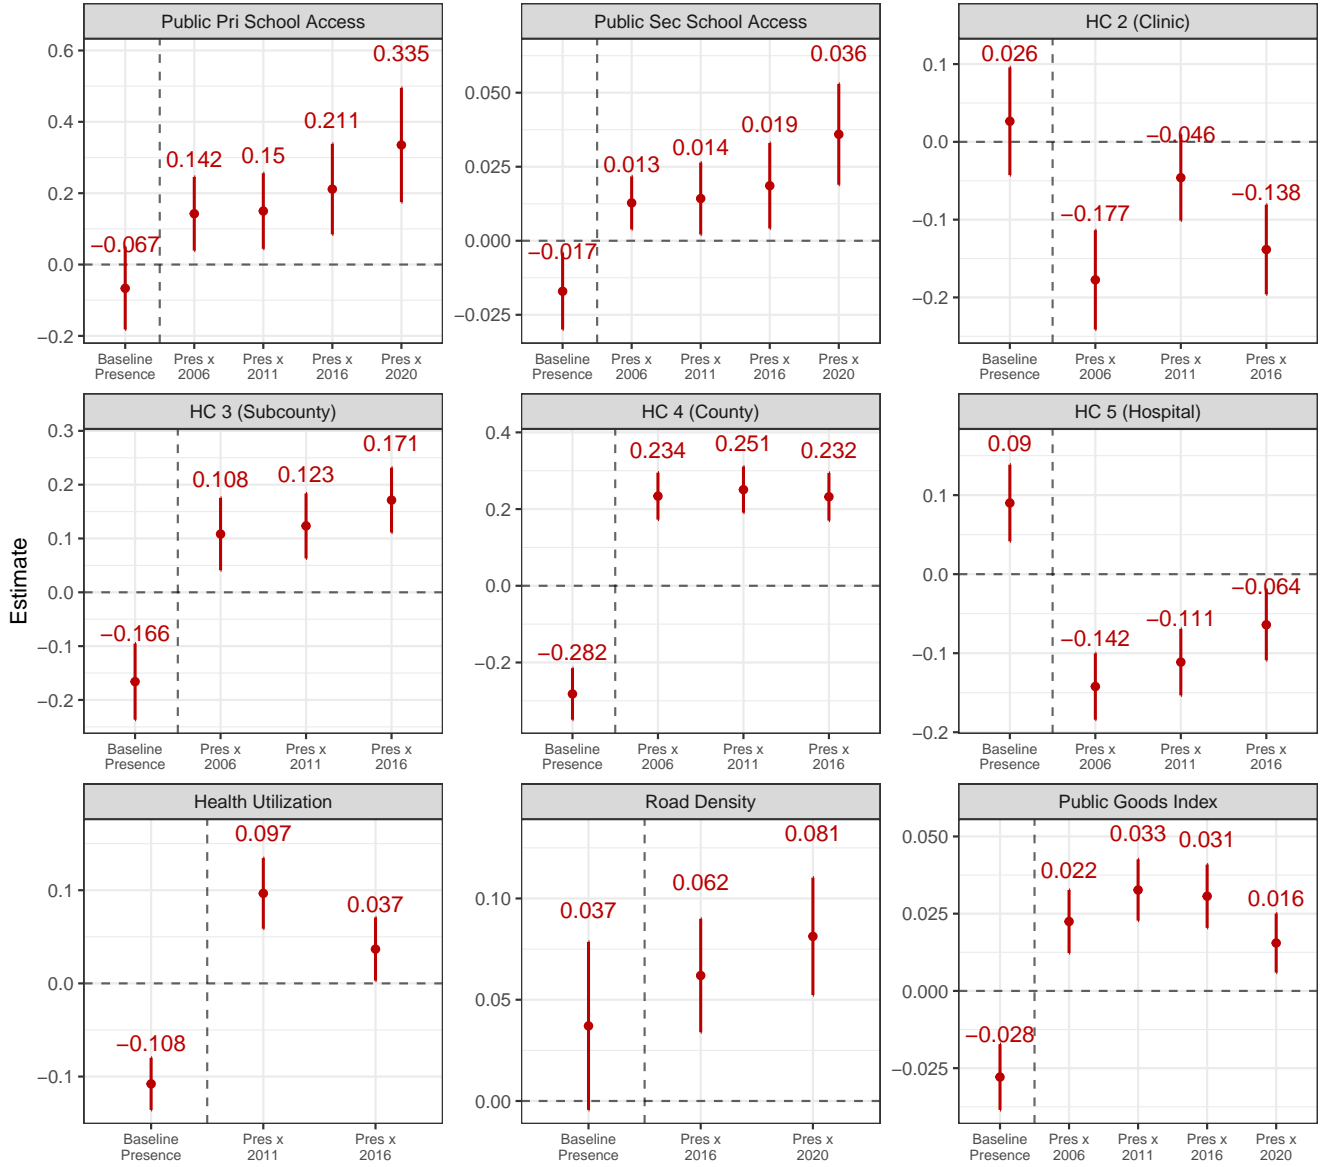 Public Pri School Access
0.6
0.4
0.2
0.0
−0.2
−0.067
0.142
0.15
0.211
0.335
Baseline
Presence
Pres x
2006
Pres x
2011
Pres x
2016
Pres x
2020
Public Sec School Access
0.050
0.025
0.000
−0.025
−0.017
0.013
0.014
0.019
0.036
Baseline
Presence
Pres x
2006
Pres x
2011
Pres x
2016
Pres x
2020
HC 2 (Clinic)
0.1
0.0
−0.1
−0.2
0.026
−0.177
−0.046
−0.138
Baseline
Presence
Pres x
2006
Pres x
2011
Pres x
2016
Estimate
HC 3 (Subcounty)
0.3
0.2
0.1
0.0
−0.1
−0.2
−0.166
0.108
0.123
0.171
Baseline
Presence
Pres x
2006
Pres x
2011
Pres x
2016
HC 4 (County)
0.4
0.2
0.0
−0.2
−0.282
0.234
0.251
0.232
Baseline
Presence
Pres x
2006
Pres x
2011
Pres x
2016
HC 5 (Hospital)
0.1
0.0
−0.1
−0.2
0.09
−0.142
−0.111
−0.064
Baseline
Presence
Pres x
2006
Pres x
2011
Pres x
2016
Health Utilization
0.1
0.0
−0.1
−0.108
0.097
0.037
Baseline
Presence
Pres x
2011
Pres x
2016
Road Density
0.10
0.05
0.00
0.037
0.062
0.081
Baseline
Presence
Pres x
2016
Pres x
2020
Public Goods Index
0.050
0.025
0.000
−0.025
−0.028
0.022
0.033
0.031
0.016
Baseline
Presence
Pres x
2006
Pres x
2011
Pres x
2016
Pres x
2020